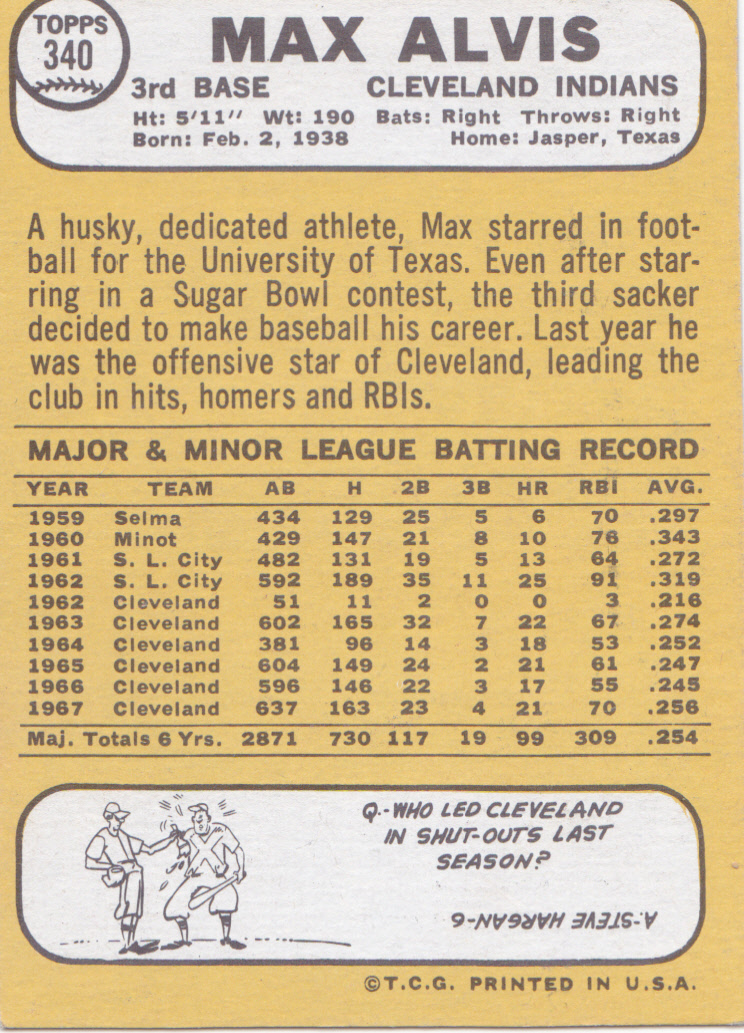 TOPPS
340
MAX ALVIS
3rd BASE CLEVELAND INDIANS
Ht: 5'11" Wt: 190 Bats: Right Throws: Right
Born: Feb. 2, 1938 Home: Jasper, Texas
A husky, dedicated athlete, Max starred in foot-
ball for the University of Texas. Even after star-
ring in a Sugar Bowl contest, the third sacker
decided to make baseball his career. Last year he
was the offensive star of Cleveland, leading the
club in hits, homers and RBIs.
MAJOR & MINOR LEAGUE BATTING RECORD
YEAR TEAM AB H 2B 3B HR RBI AVG.
1959 Selma 434 129 25 5 6 70 .297
1960 Minot 429 147 21 8 10 76 .343
1961 S. L. City 482 131 19 5 13 64 .272
1962 S. L. City 592 189 35 11 25 91 .319
1962 Cleveland 51 11 2 0 0 3 .216
1963 Cleveland 602 165 32 7 22 67 .274
1964 Cleveland 381 96 14 3 18 53 .252
1965 Cleveland 604 149 24 2 21 61 .247
1966 Cleveland 596 146 22 3 17 55 .245
1967 Cleveland 637 163 23 4 21 70 .256
Maj. Totals 6 Yrs. 2871 730 117 19 99 309 .254
Q.-WHO LED CLEVELAND
IN SHUT-OUTS LAST
SEASON?
A-STEVE HARGAN-6
©T.C.G. PRINTED IN U.S.A.